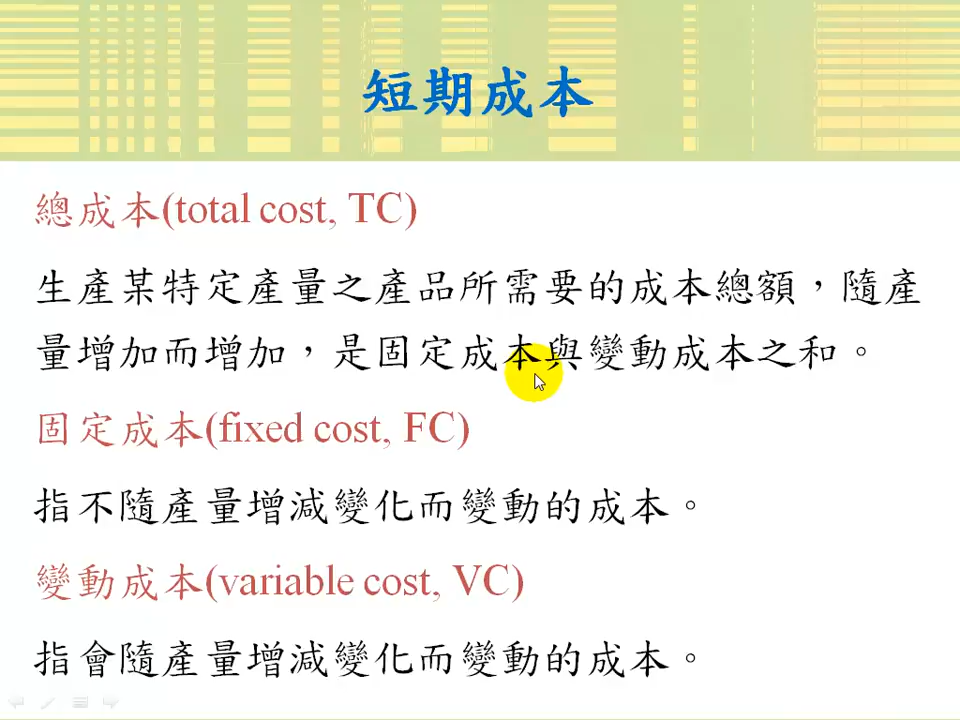 短期成本
總成本(total cost, TC)
生產某特定產量之產品所需要的成本總額，隨產
量增加而增加，是固定成本與變動成本之和。
固定成本(fixed cost, FC)
指不隨產量增減變化而變動的成本。
變動成本(variable cost, VC)
指會隨產量增減變化而變動的成本。